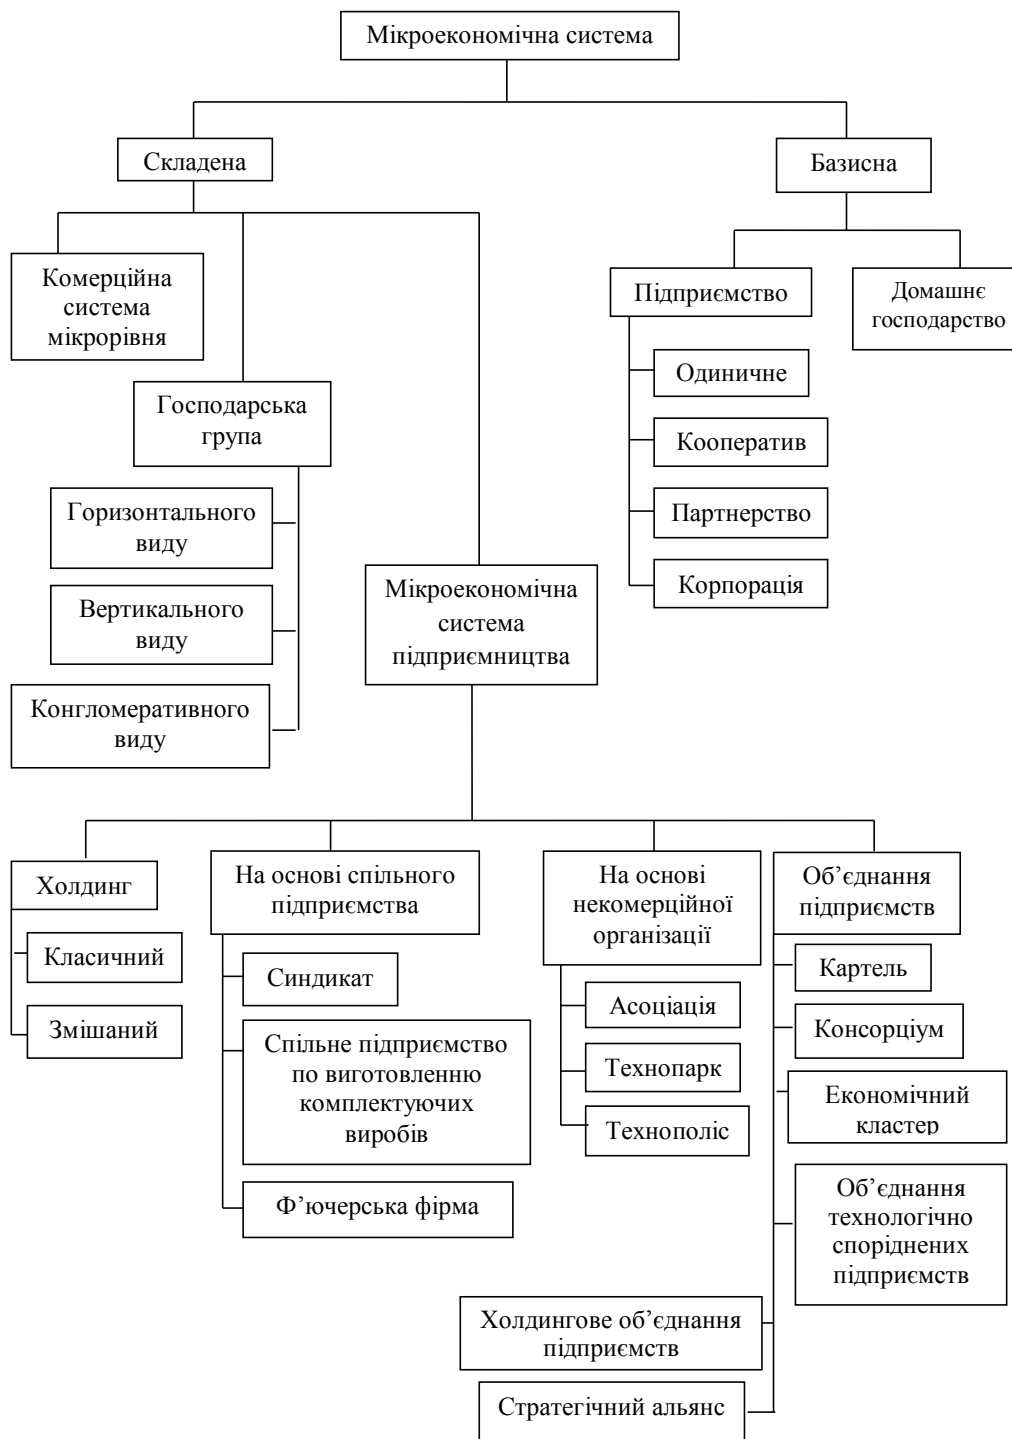 Мікроекономічна система
Складена
Базисна
Комерційна
система
мікрорівня
Підприємство
Домашнє
господарство
Одиничне
Господарська
група
Кооператив
Горизонтального
виду
Партнерство
Мікроекономічна
система
підприємництва
Корпорація
Вертикального
виду
Конгломеративного
виду
Холдинг
Класичний
Змішаний
На основі спільного
підприємства
Синдикат
Спільне підприємство
по виготовленню
комплектуючих
виробів
Ф’ючерська фірма
На основі
некомерційної
організації
Асоціація
Технопарк
Технополіс
Об’єднання
підприємств
Картель
Консорціум
Економічний
кластер
Об’єднання
технологічно
споріднених
підприємств
Холдингове об’єднання
підприємств
Стратегічний альянс